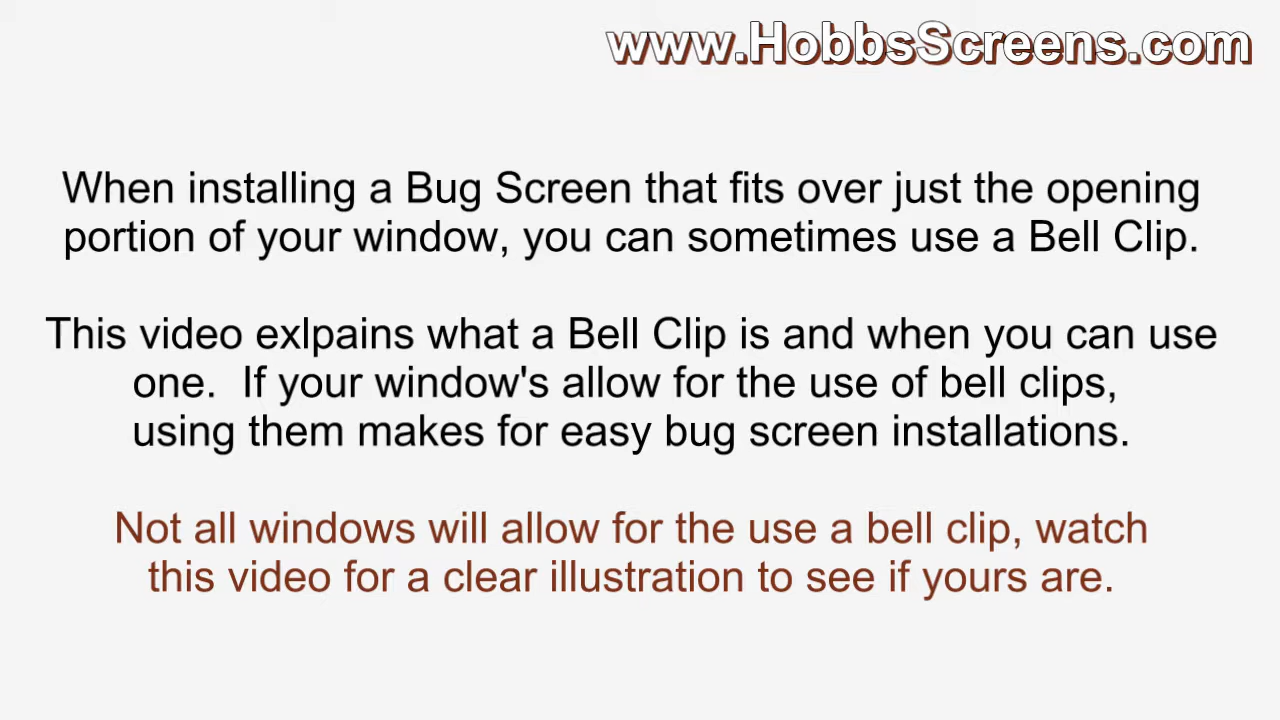 www.HobbsScreens.com
When installing a Bug Screen that fits over just the opening
portion of your window, you can sometimes use a Bell Clip.
This video exlpains what a Bell Clip is and when you can use
one.  If your window's allow for the use of bell clips,
using them makes for easy bug screen installations.
Not all windows will allow for the use a bell clip, watch
this video for a clear illustration to see if yours are.